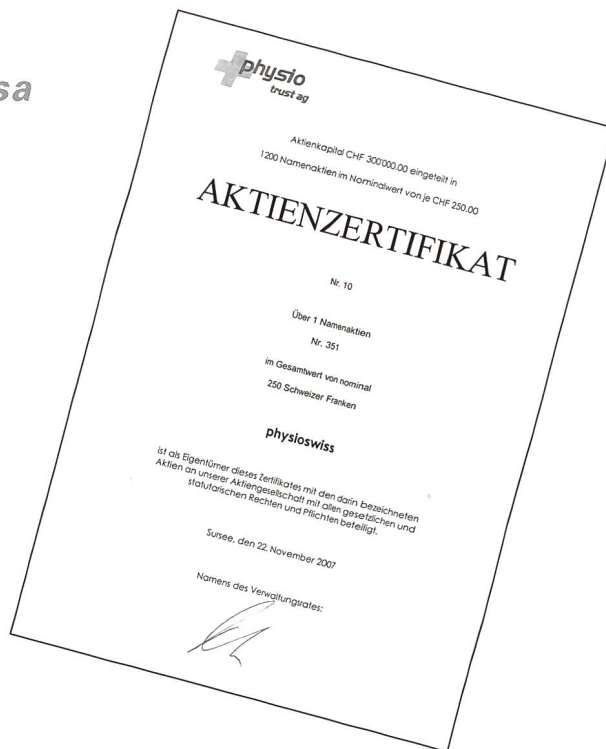 sa
physio
trust ag
Aktienkapital CHF 300'000.00 eingeteilt in
1200 Namenaktien im Nominalwert von je CHF 250.00
AKTIENZERTIFIKAT
Nr. 10
Über 1 Namenaktien
Nr. 351
im Gesamtwert von nominal
250 Schweizer Franken
physioswiss
ist als Eigentümer dieses Zertifikates mit den darin bezeichneten
Aktien an unserer Aktiengesellschaft mit allen gesetzlichen und
statutarischen Rechten und Pflichten beteiligt.
Sursee, den 22. November 2007
Namens des Verwaltungsrates: